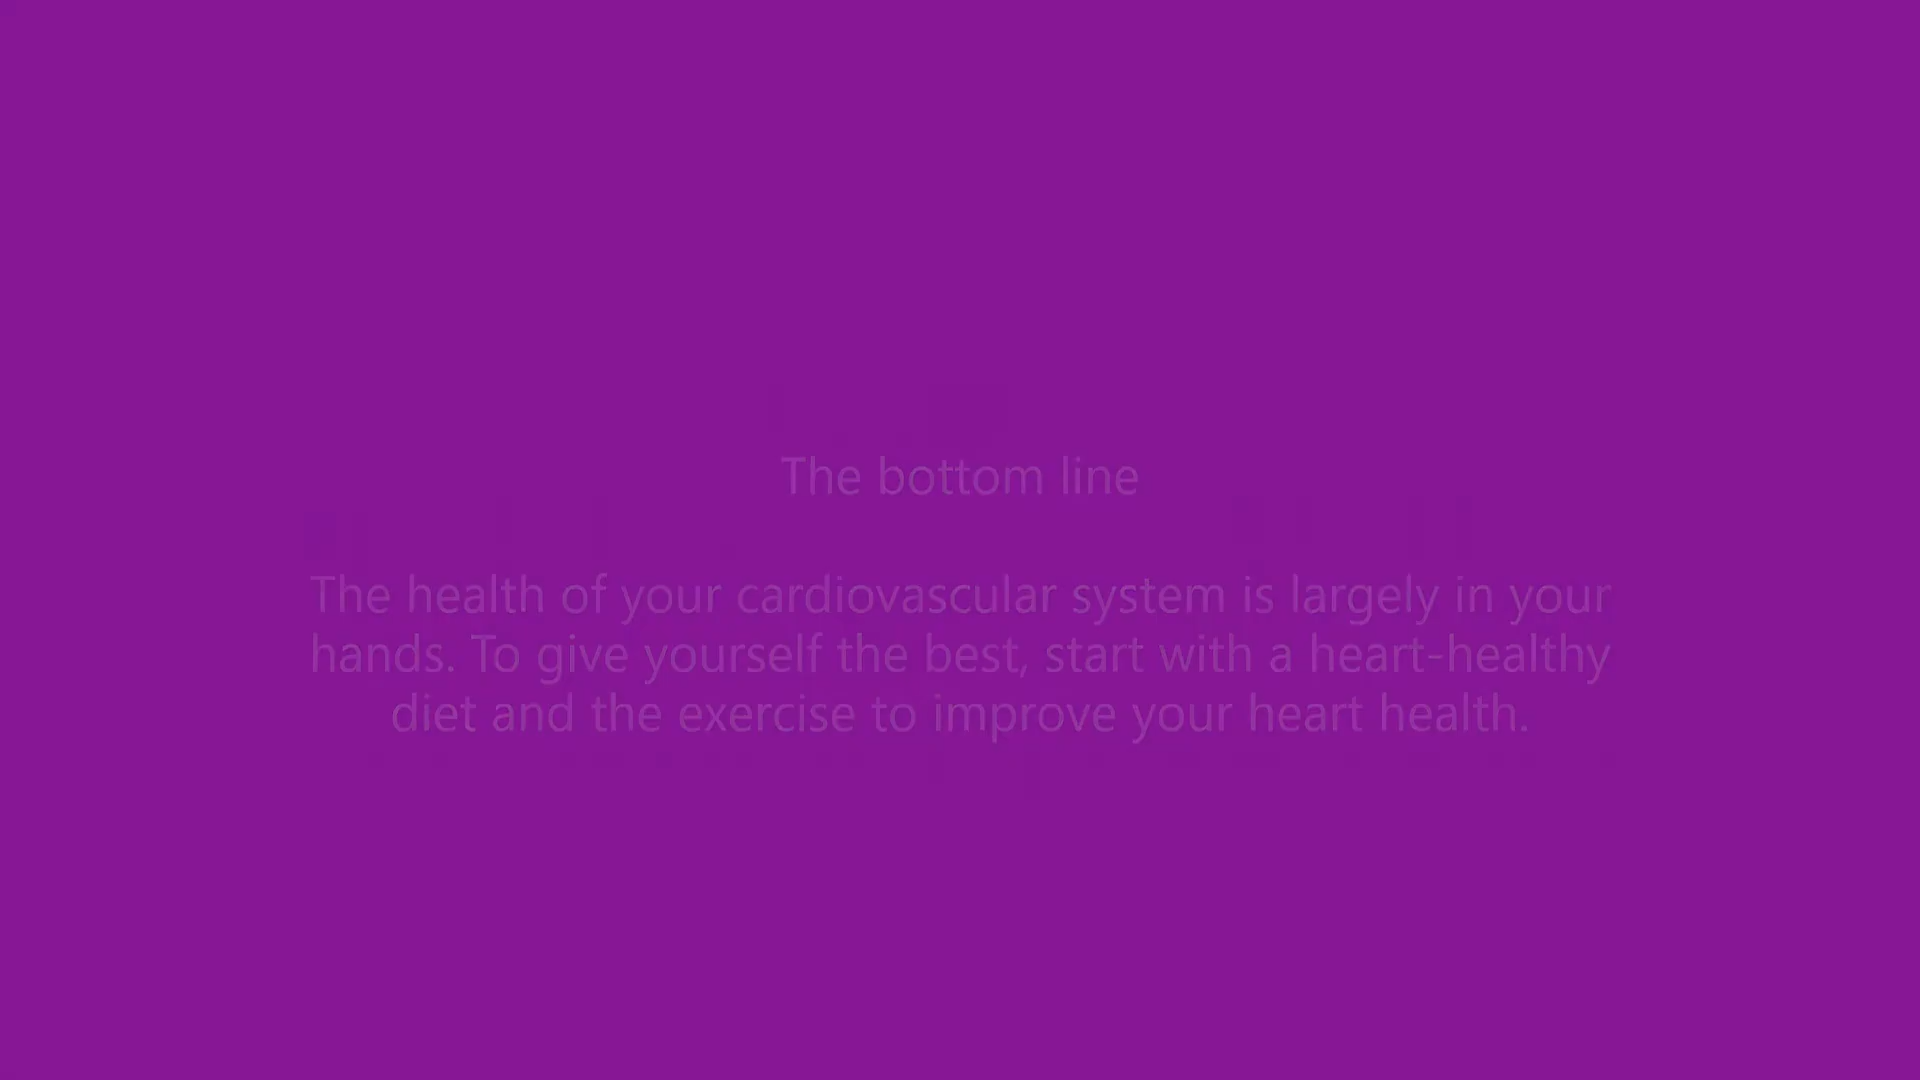 The bottom line
The health of your cardiovascular system is largely in your
hands. To give yourself the best, start with a heart-healthy
diet and the exercise to improve your heart health.